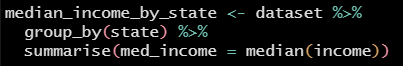 median_income_by_state <- dataset %>%
  group_by(state) %>%
  summarise(med_income = median(income))